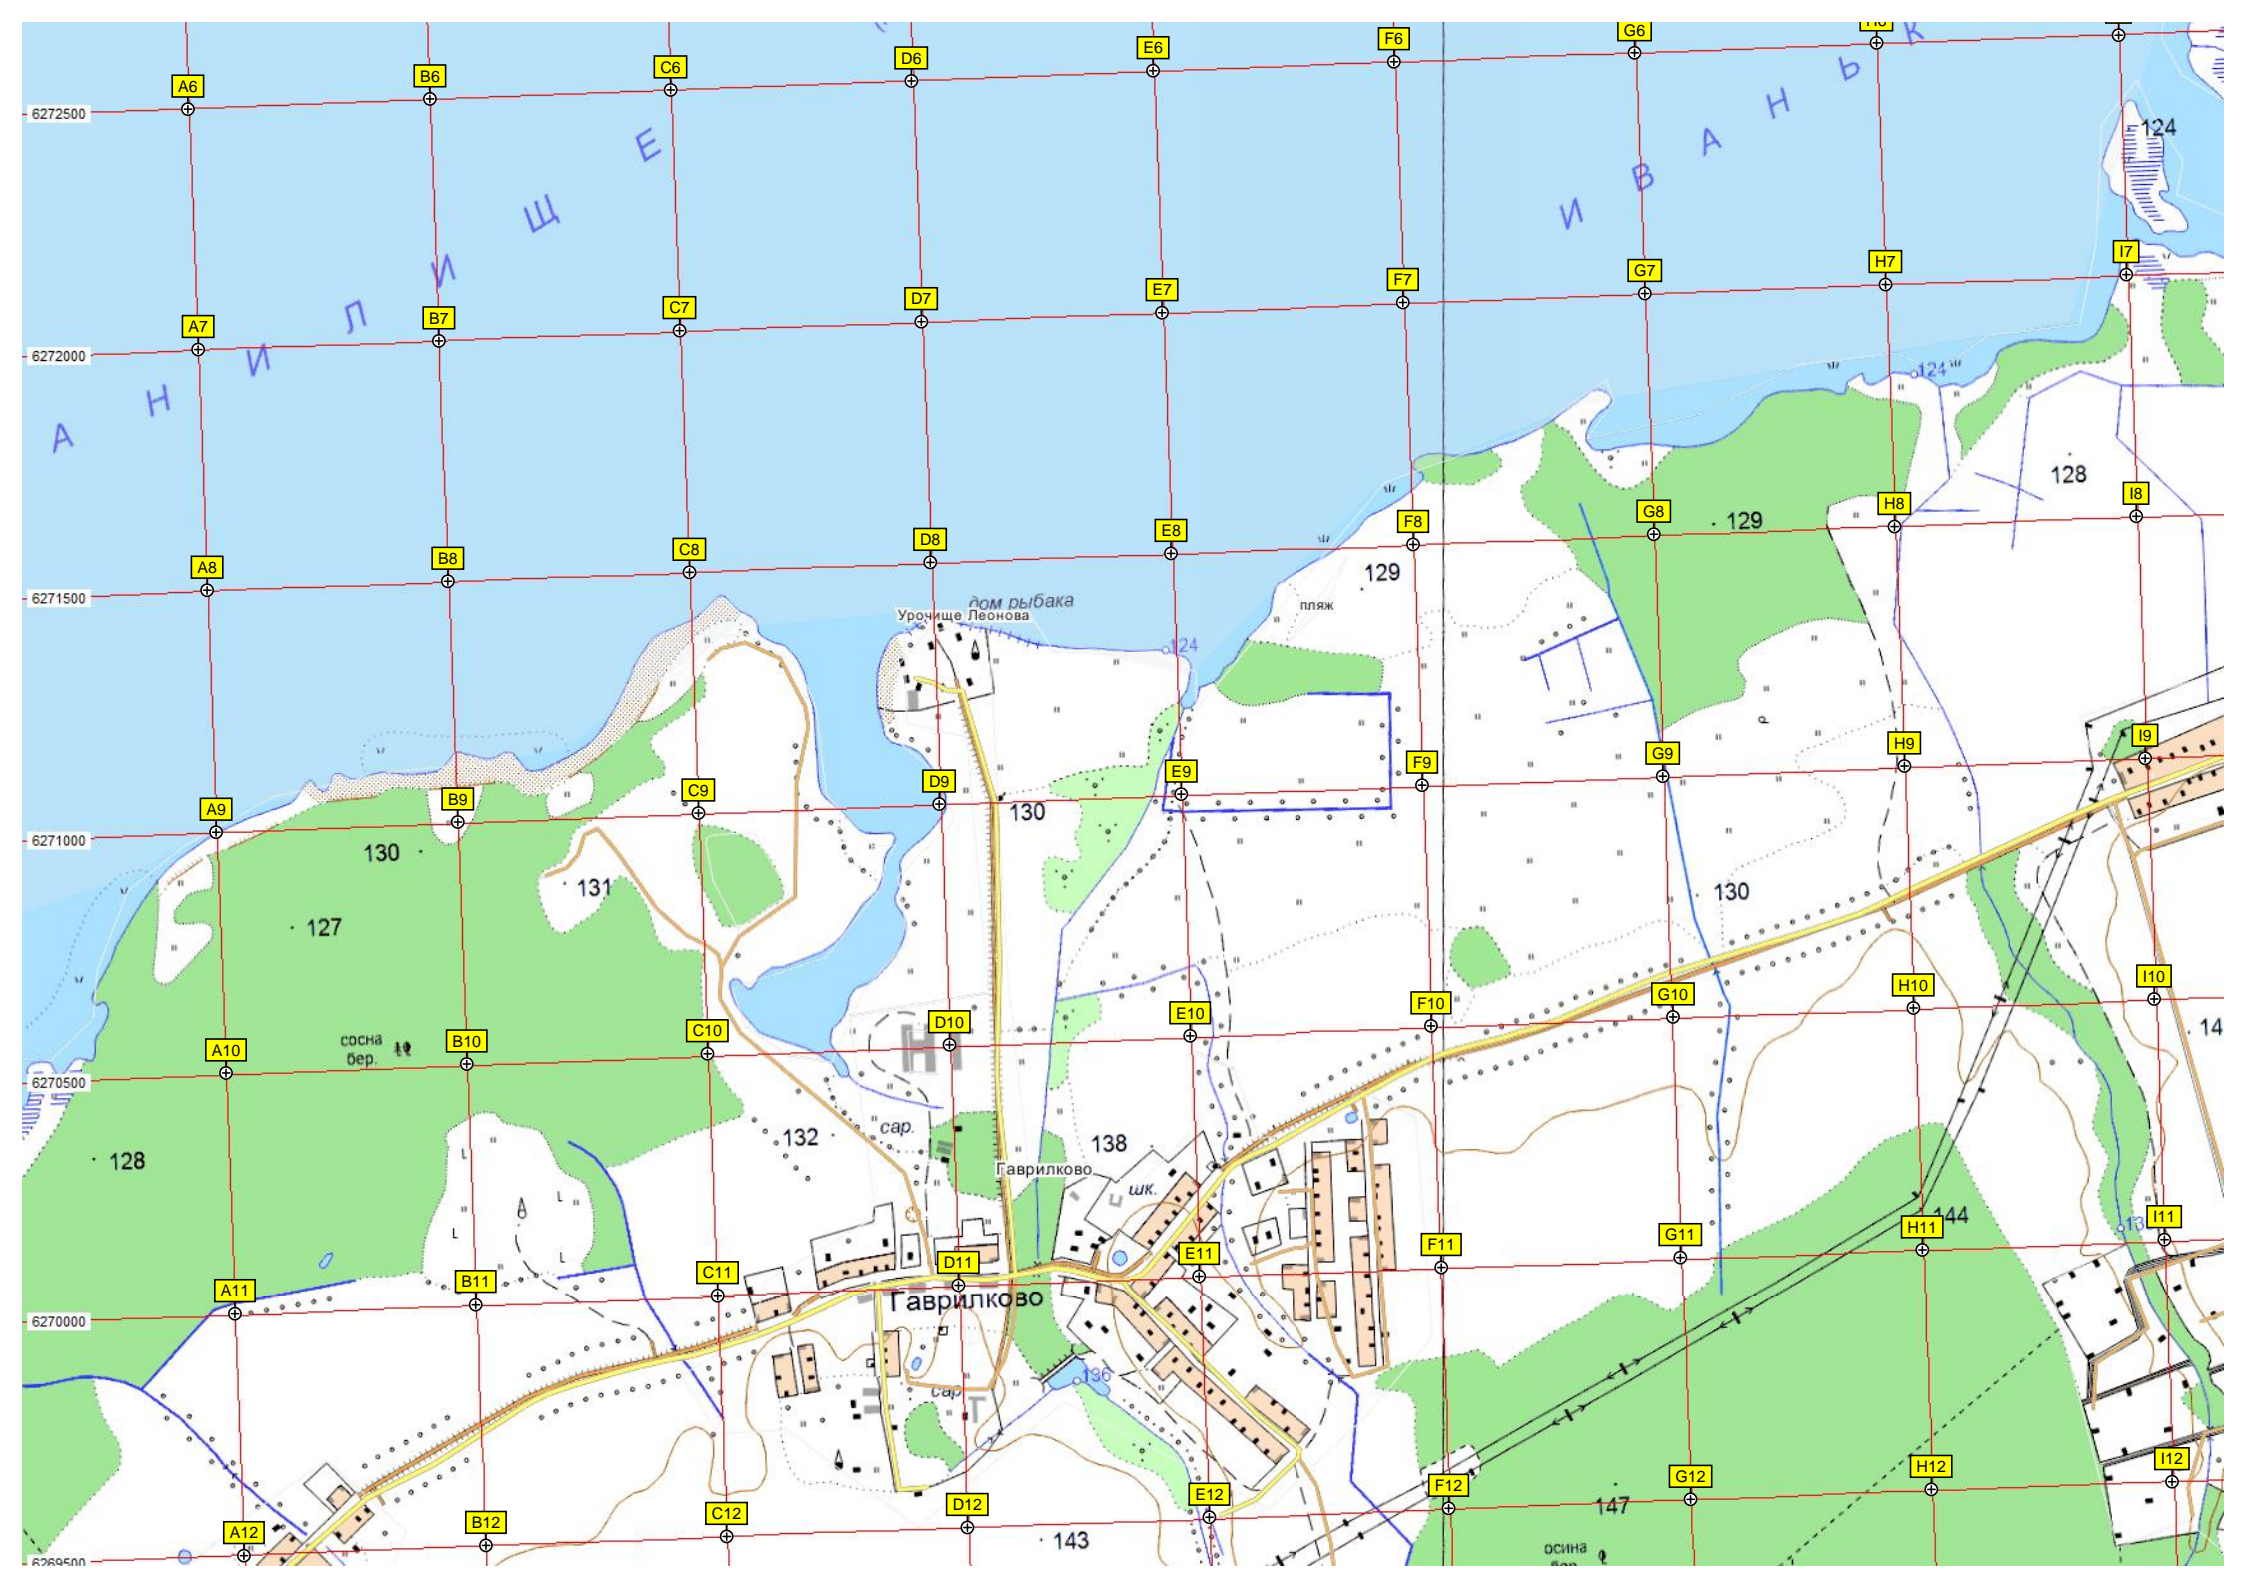 A6
B6
C6
D6
E6
F6
G6
6272500
Е
Щ
И
Л
И
Н
А
И
В
А
Н
Ь
К
124
A7
B7
C7
D7
E7
F7
G7
H7
I7
6272000
124
128
A8
B8
C8
D8
E8
F8
G8
H8
I8
129
129
6271500
дом рыбака
Урочище Леонова
пляж
124
A9
B9
C9
D9
E9
F9
G9
H9
I9
6271000
130
130
131
130
127
A10
B10
C10
D10
E10
F10
G10
H10
I10
сосна
бер.
14
6270500
128
132
сар.
138
Гаврилково
шк.
144
A11
B11
C11
D11
E11
F11
G11
H11
I11
6270000
Гаврилково
136
сар.
A12
B12
C12
D12
E12
F12
G12
H12
I12
147
143
осина
6269500